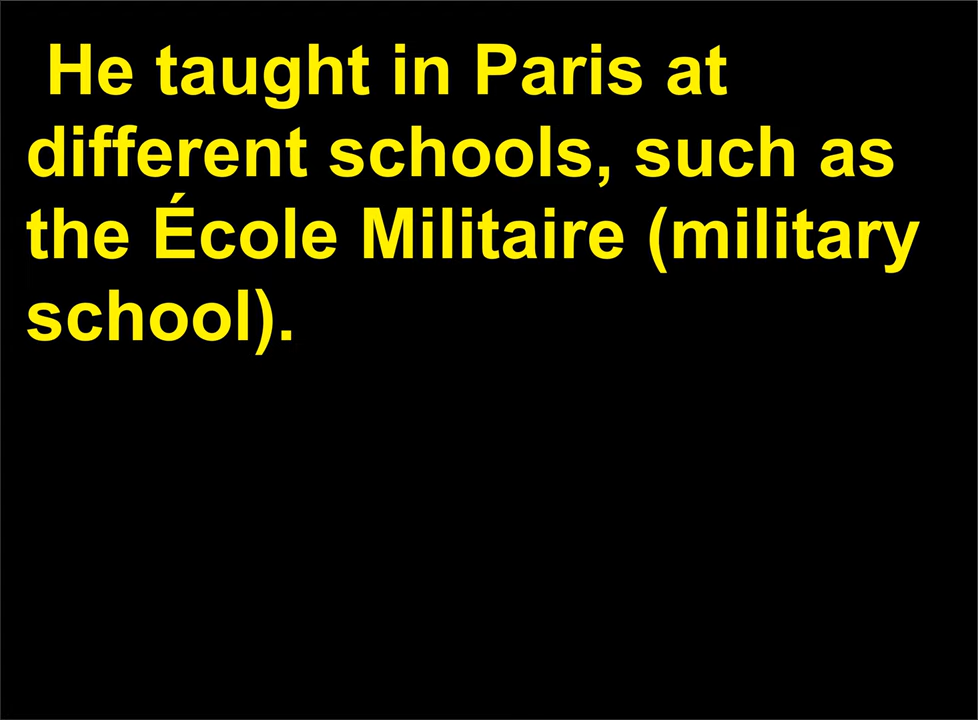 He taught in Paris at
different schools, such as
the École Militaire (military
school).